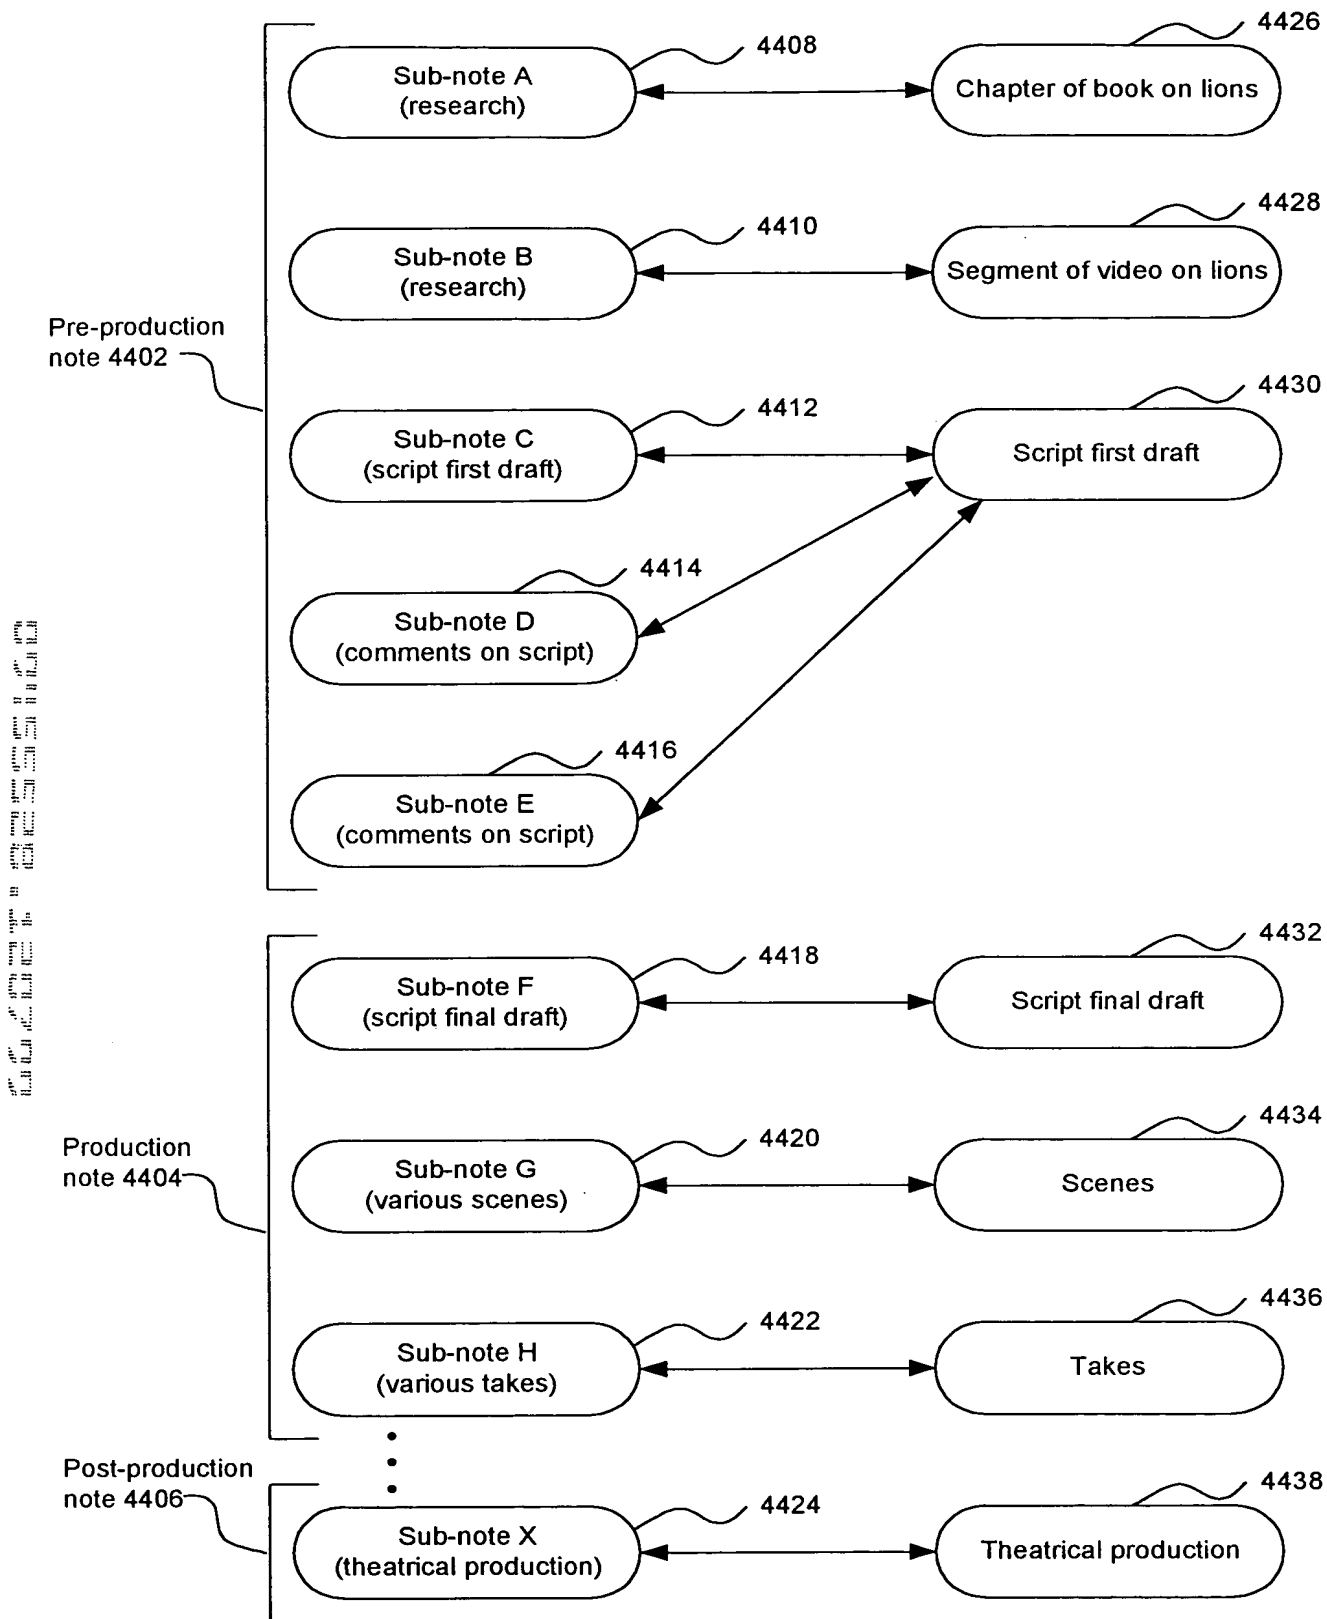 4408
4426
Sub-note A
(research)
Chapter of book on lions
4410
4428
Sub-note B
(research)
Segment of video on lions
Pre-production
note 4402
4412
4430
Sub-note C
(script first draft)
Script first draft
4414
Sub-note D
(comments on script)
4416
Sub-note E
(comments on script)
4418
4432
Sub-note F
(script final draft)
Script final draft
Production
note 4404
4420
4434
Sub-note G
(various scenes)
Scenes
4422
4436
Sub-note H
(various takes)
Takes
Post-production
note 4406
4424
4438
Sub-note X
(theatrical production)
Theatrical production